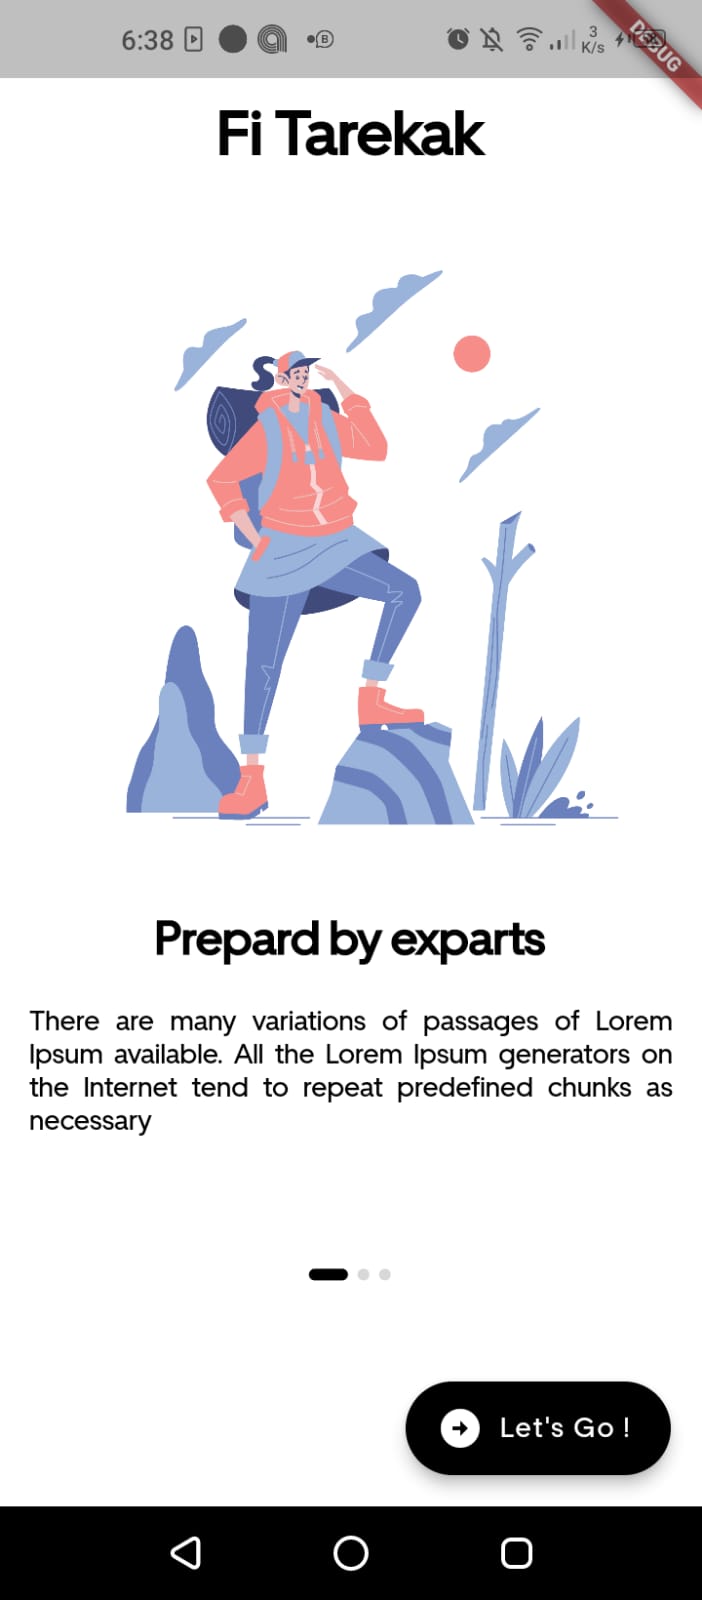 6:38
B
3
K/s
58
DEBUG
Fi Tarekak
Prepard by exparts
There are many variations of passages of Lorem
Ipsum available. All the Lorem Ipsum generators on
the Internet tend to repeat predefined chunks as
necessary
Let's Go !